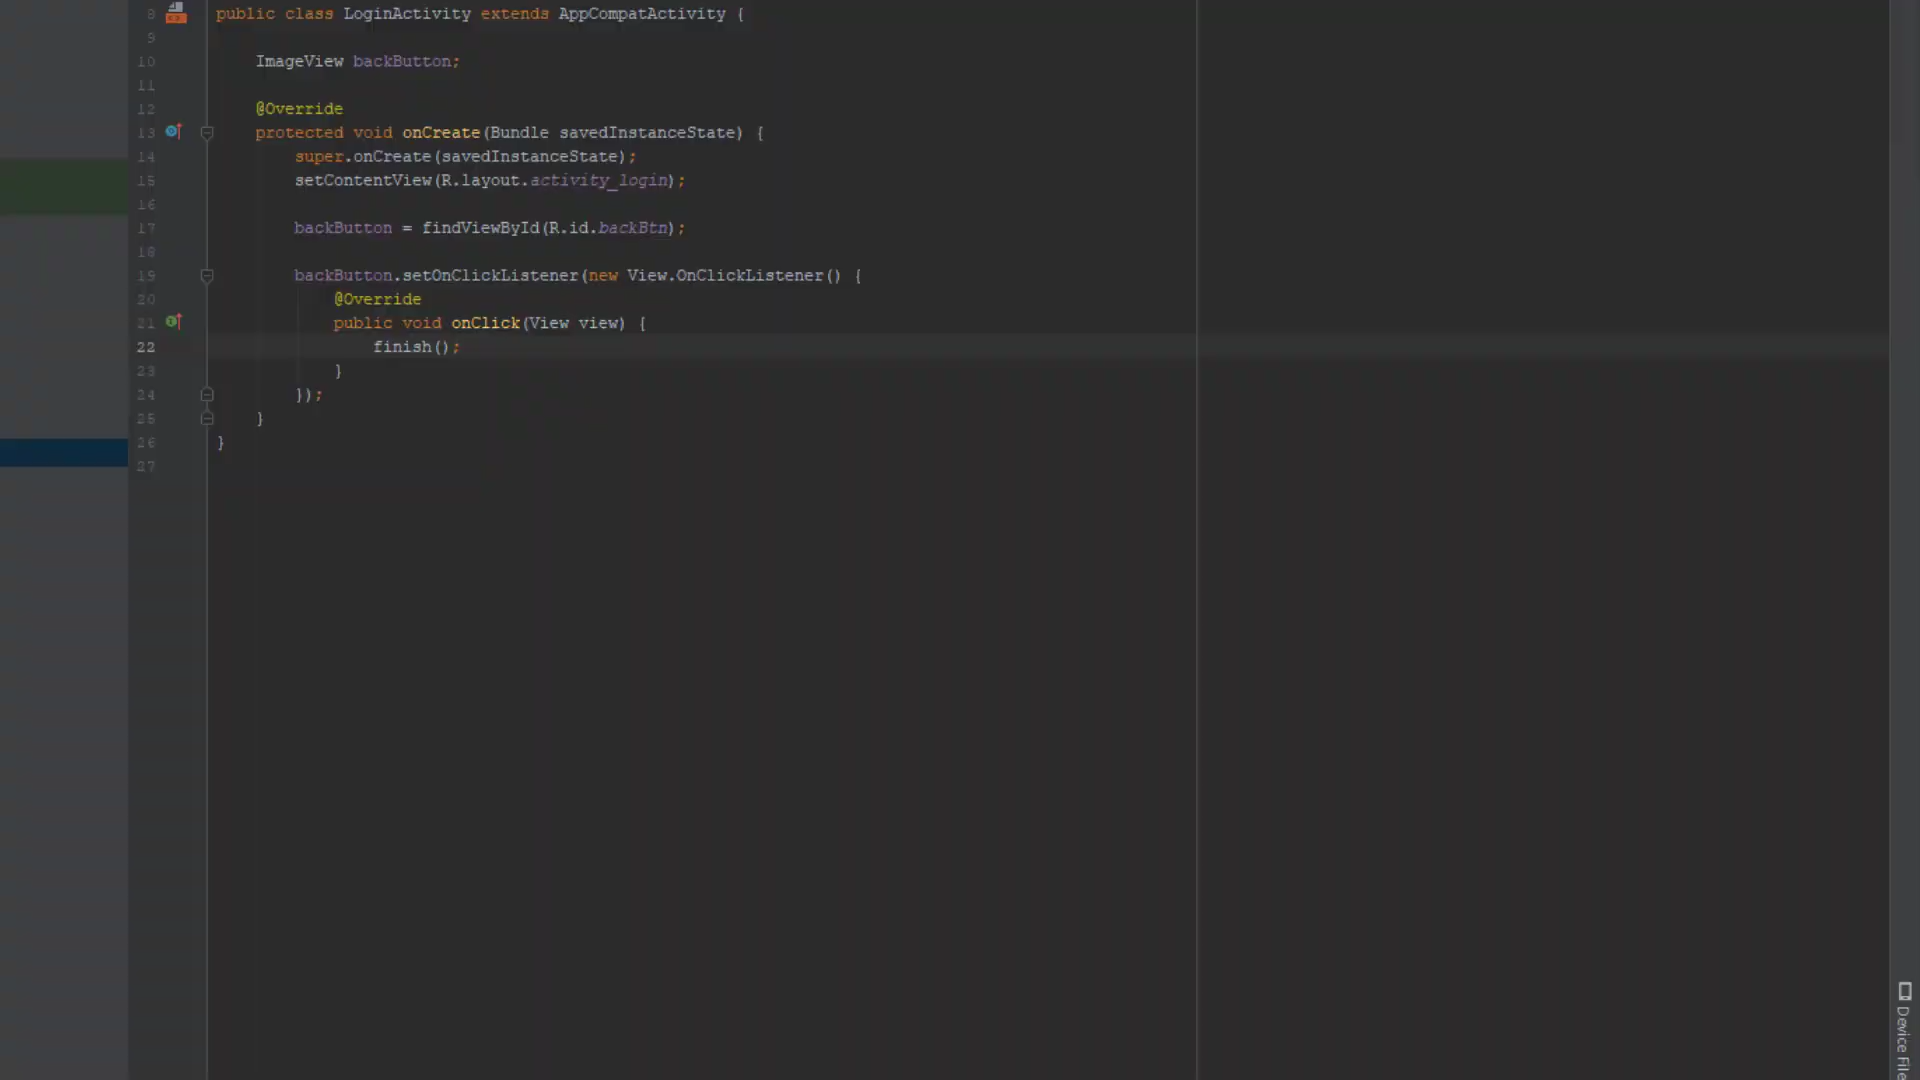 8 public class LoginActivity extends AppCompatActivity {
9
10 ImageView backButton;
11
12 @Override
13 protected void onCreate(Bundle savedInstanceState) {
14 super.onCreate(savedInstanceState);
15 setContentView(R.layout.activity_login);
16
17 backButton = findViewById(R.id.backBtn);
18
19 backButton.setOnClickListener(new View.OnClickListener() {
20 @Override
21 public void onClick(View view) {
22 finish();
23 }
24 });
25 }
26 }
27
Device File